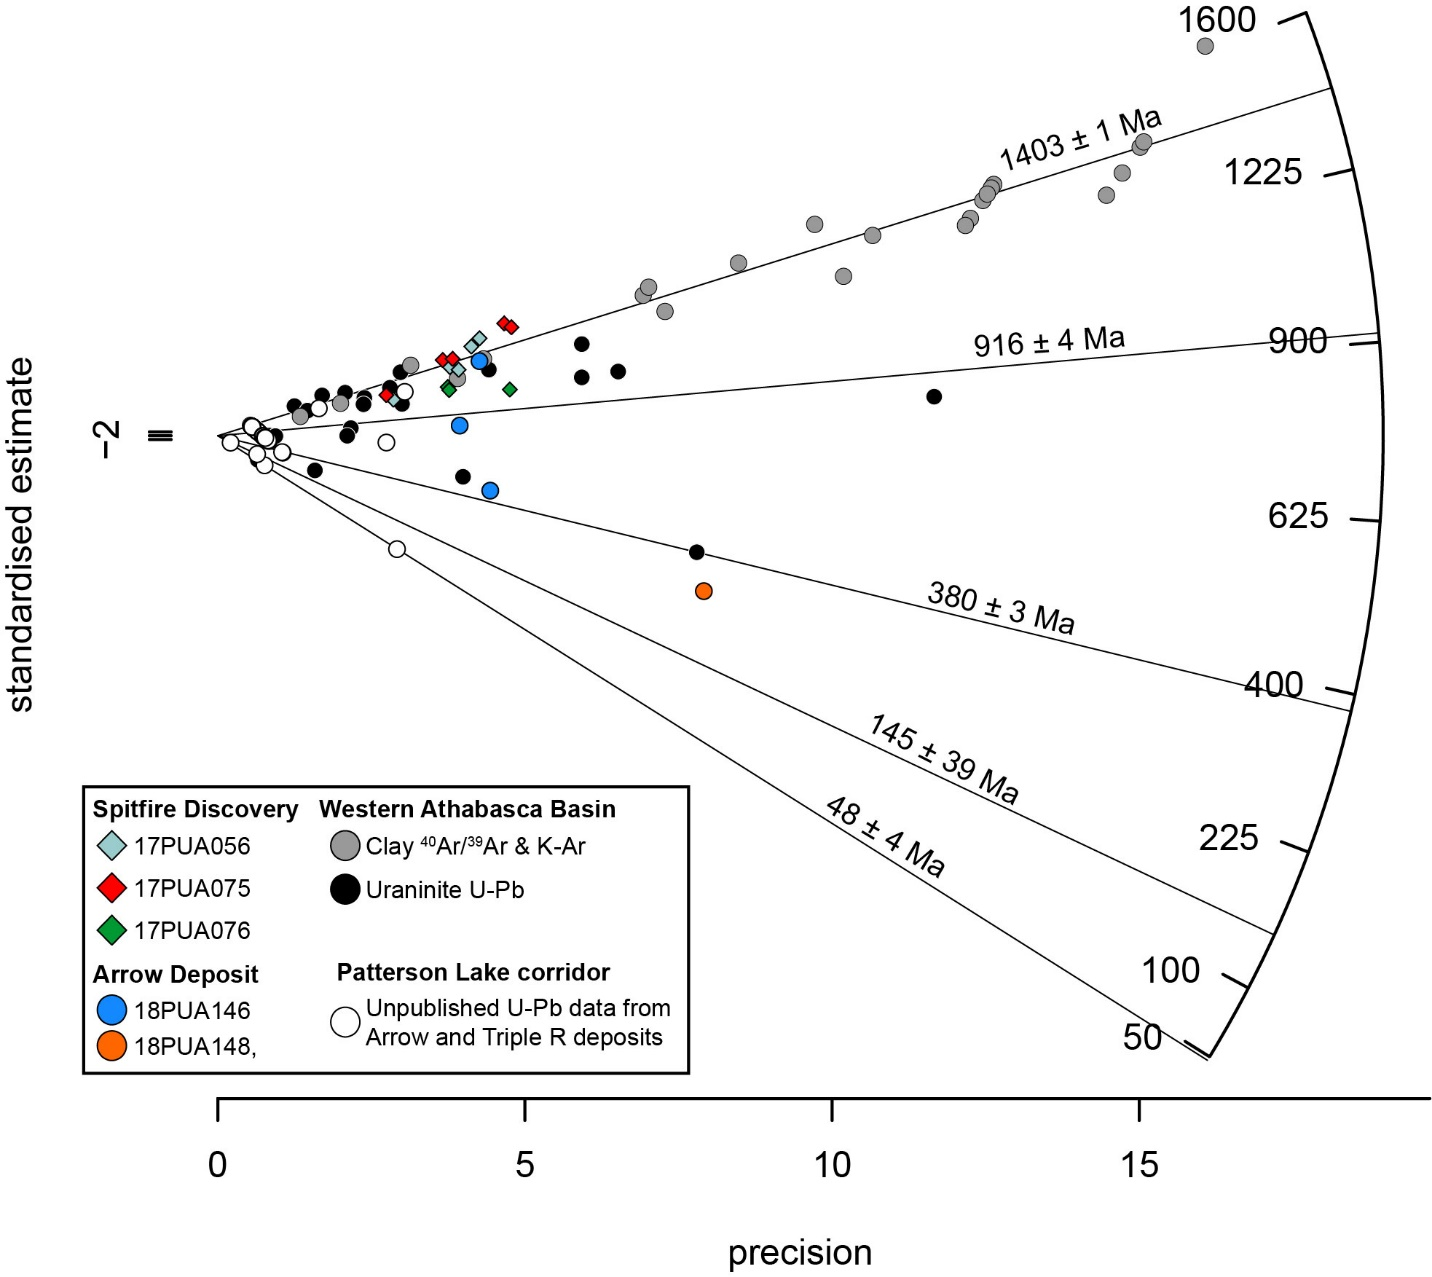 1600
1403 ± 1 Ma
1225
916 ± 4 Ma
900
−2
standardised estimate
625
380 ± 3 Ma
400
145 ± 39 Ma
48 ± 4 Ma
225
100
50
Spitfire Discovery
17PUA056
17PUA075
17PUA076
Arrow Deposit
18PUA146
18PUA148,
Western Athabasca Basin
Clay ⁴⁰Ar/³⁹Ar & K-Ar
Uraninite U-Pb
Patterson Lake corridor
Unpublished U-Pb data from
Arrow and Triple R deposits
0 5 10 15
precision